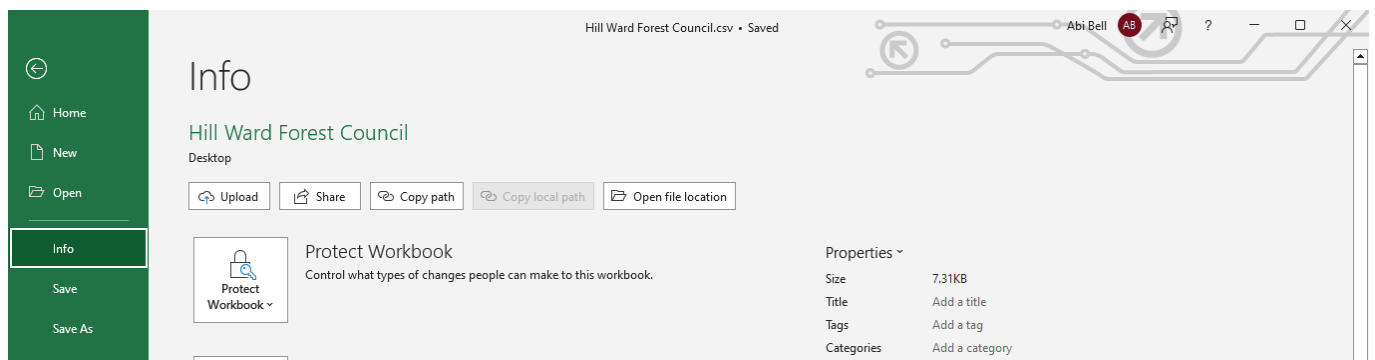 Hill Ward Forest Council.csv • Saved
Abi Bell AB ?
Info
Home
New
Open
Info
Save
Save As
Hill Ward Forest Council
Desktop
Upload Share Copy path Copy local path Open file location
Protect Workbook
Protect Workbook
Control what types of changes people can make to this workbook.
Properties
Size 7.31KB
Title Add a title
Tags Add a tag
Categories Add a category